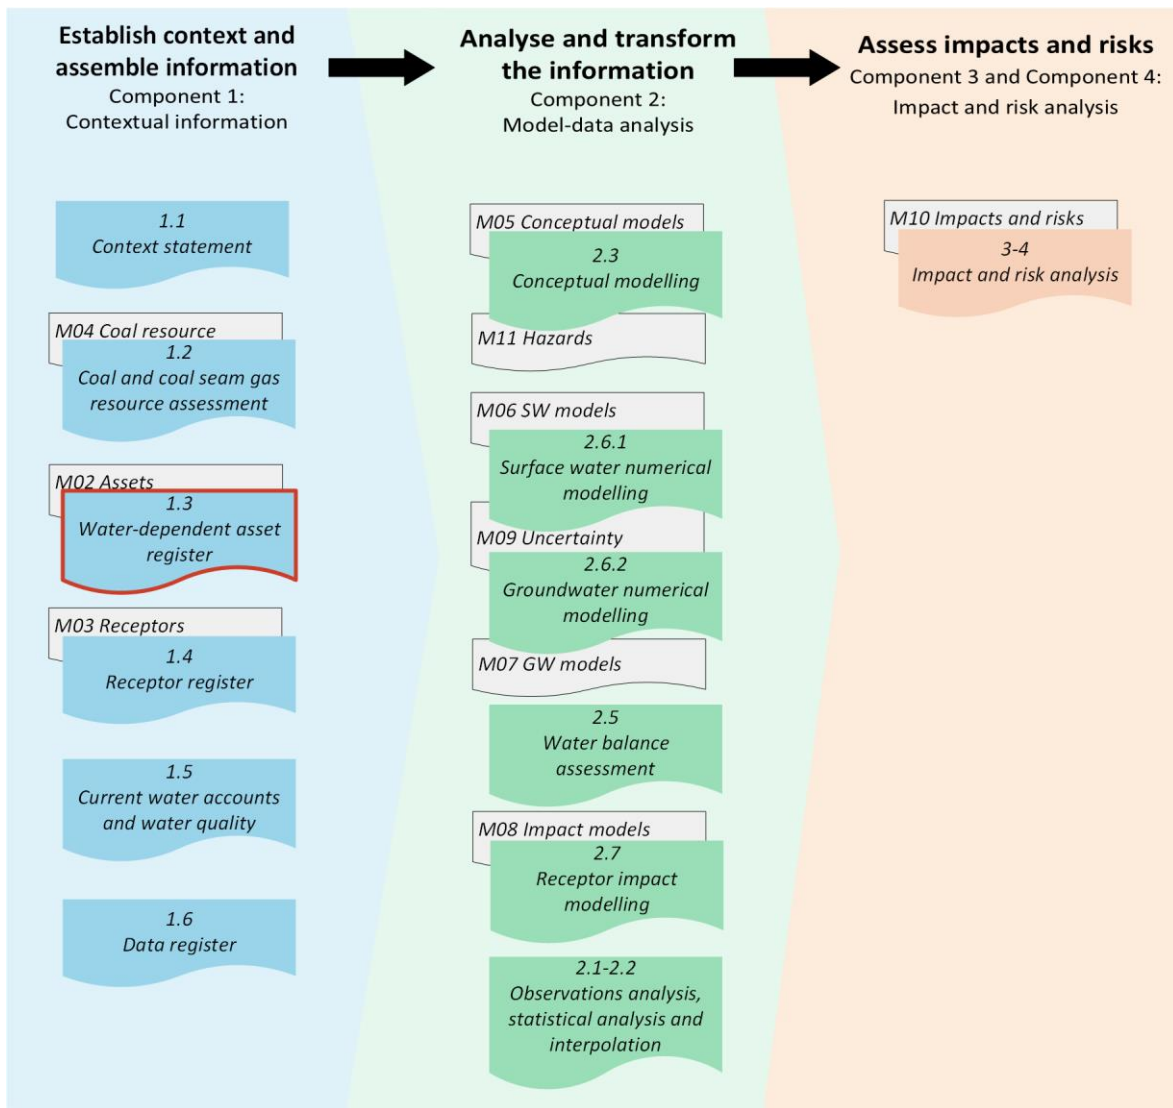 Establish context and
assemble information
Component 1:
Contextual information
Analyse and transform
the information
Component 2:
Model-data analysis
Assess impacts and risks
Component 3 and Component 4:
Impact and risk analysis
1.1
Context statement
M04 Coal resource
1.2
Coal and coal seam gas
resource assessment
M02 Assets
1.3
Water-dependent asset
register
M03 Receptors
1.4
Receptor register
1.5
Current water accounts
and water quality
1.6
Data register
M05 Conceptual models
2.3
Conceptual modelling
M11 Hazards
M06 SW models
2.6.1
Surface water numerical
modelling
M09 Uncertainty
2.6.2
Groundwater numerical
modelling
M07 GW models
2.5
Water balance
assessment
M08 Impact models
2.7
Receptor impact
modelling
2.1-2.2
Observations analysis,
statistical analysis and
interpolation
M10 Impacts and risks
3-4
Impact and risk analysis